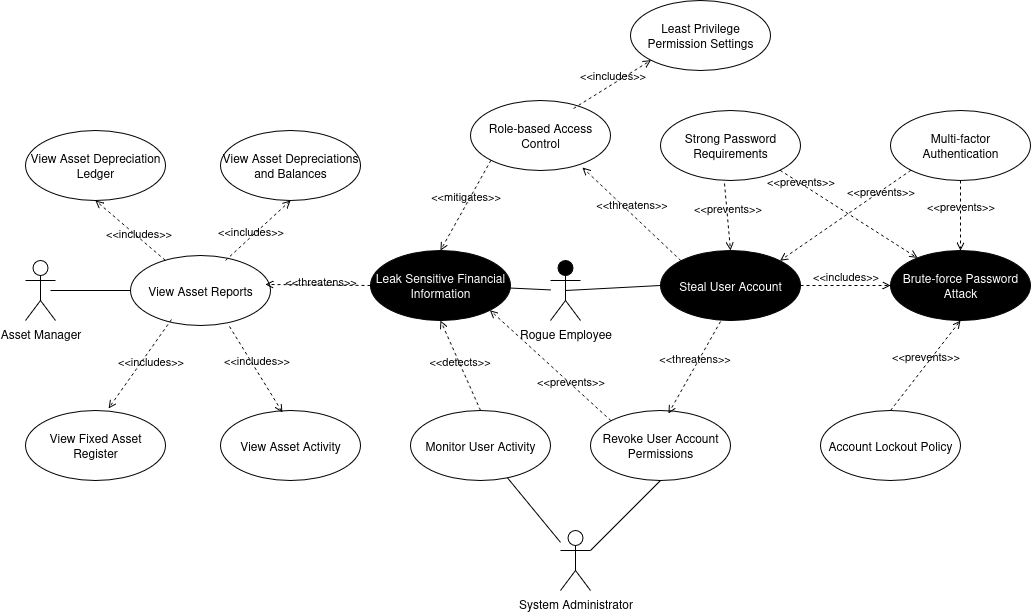 Least Privilege
Permission Settings
<<includes>>
Role-based Access
Control
Strong Password
Requirements
Multi-factor
Authentication
View Asset Depreciation
Ledger
View Asset Depreciations
and Balances
<<mitigates>>
<<threatens>>
<<prevents>>
<<prevents>>
<<prevents>>
<<prevents>>
<<includes>>
<<includes>>
View Asset Reports
<<threatens>>
Leak Sensitive Financial
Information
Steal User Account
<<includes>>
Brute-force Password
Attack
Asset Manager
Rogue Employee
<<includes>>
<<includes>>
<<detects>>
<<prevents>>
<<threatens>>
<<prevents>>
View Fixed Asset
Register
View Asset Activity
Monitor User Activity
Revoke User Account
Permissions
Account Lockout Policy
System Administrator